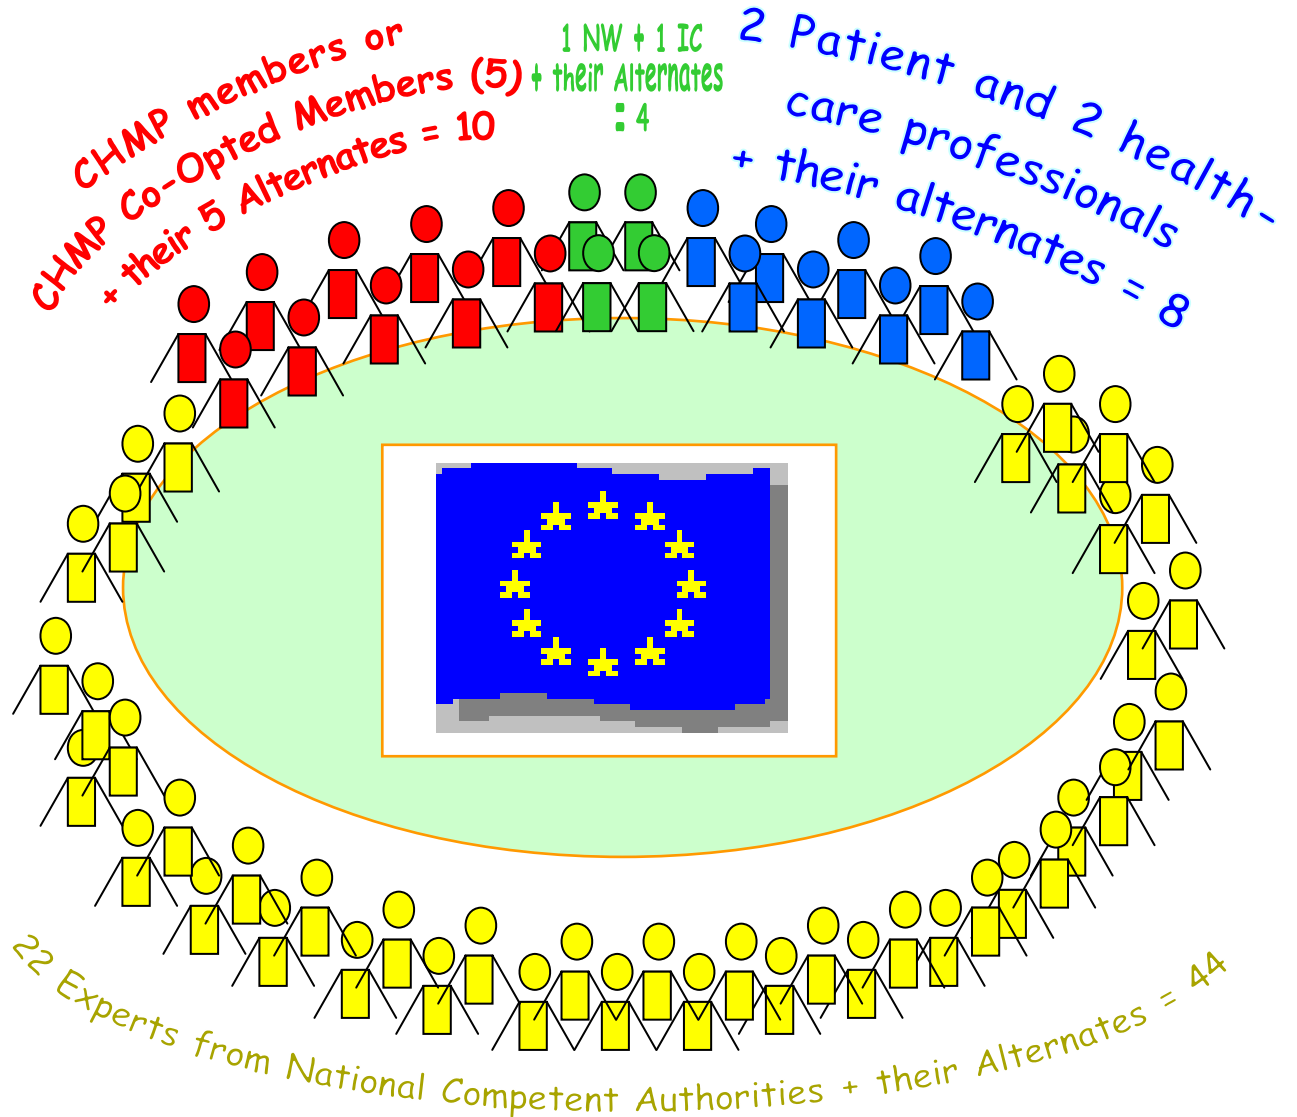 CHMP members or
CHMP Co-Opted Members (5)
+ their 5 Alternates = 10
1 NW + 1 IC
+ their Alternates
: 4
2 Patient and 2 health-
care professionals
+ their alternates = 8
22 Experts from National Competent Authorities + their Alternates = 44